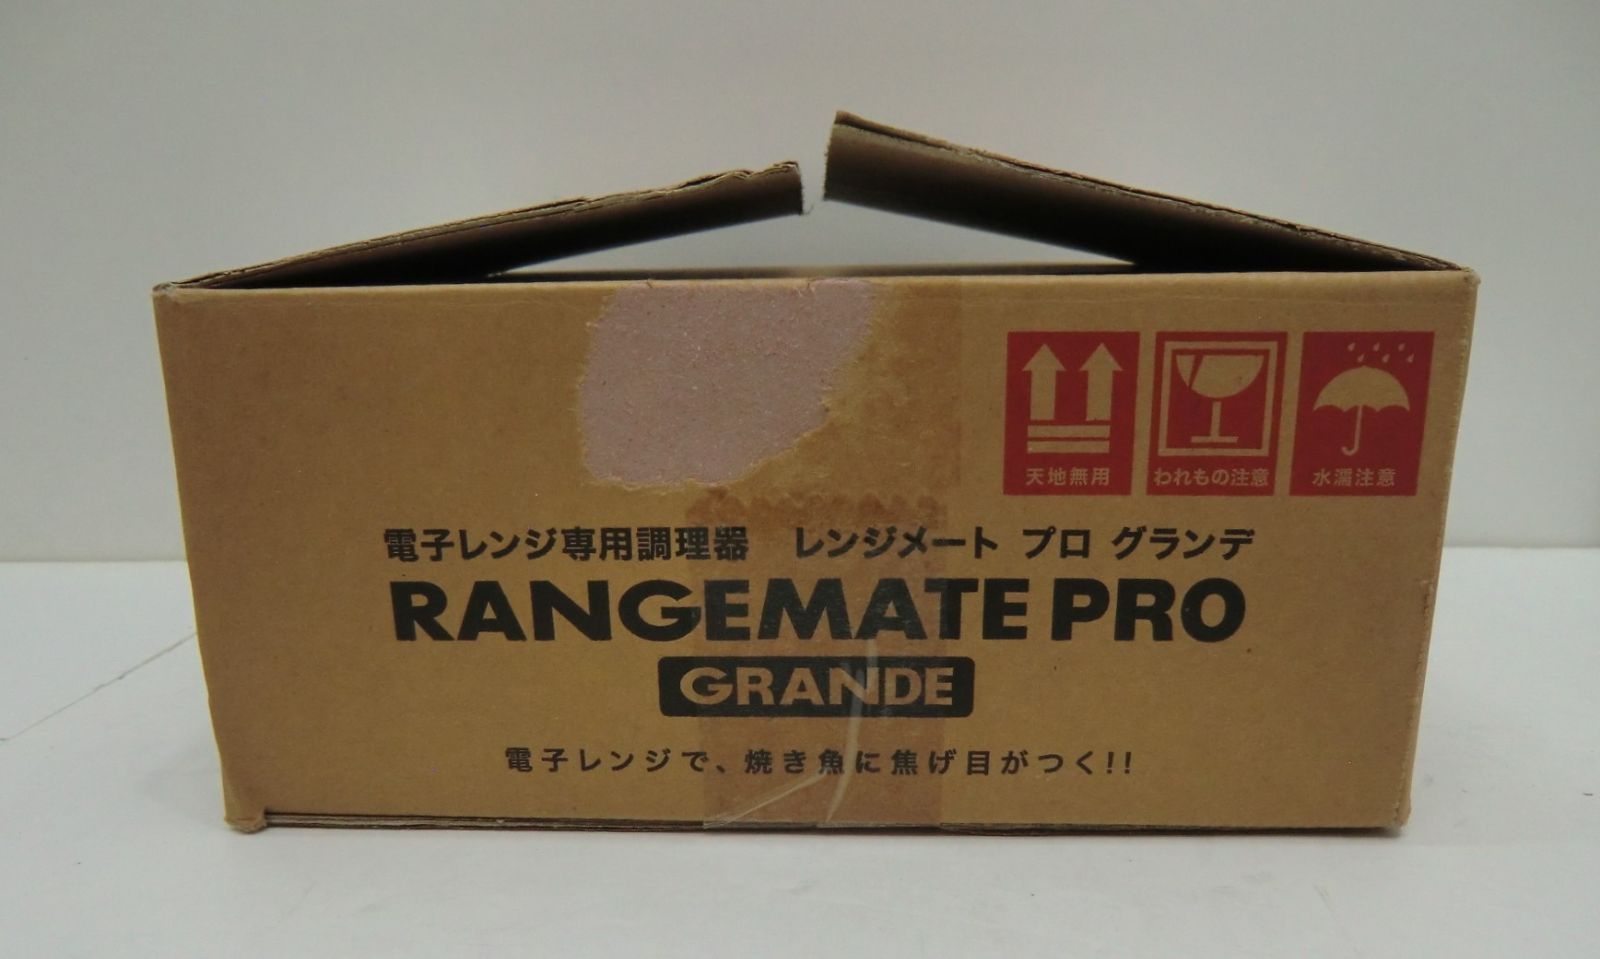 天地無用
われもの注意
水濡注意
電子レンジ専用調理器 レンジメート プロ グランデ
RANGEMATE PRO
GRANDE
電子レンジで、焼き魚に焦げ目がつく!!